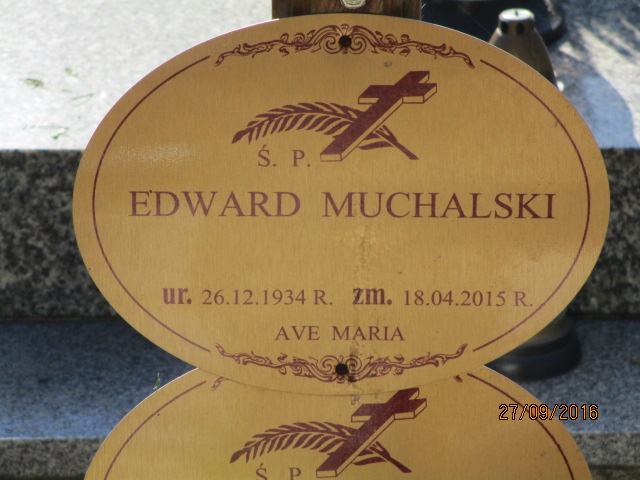 Ś. P.
EDWARD MUCHALSKI
ur. 26.12.1934 R. zm. 18.04.2015 R.
AVE MARIA
27/09/2016
Ś. P.